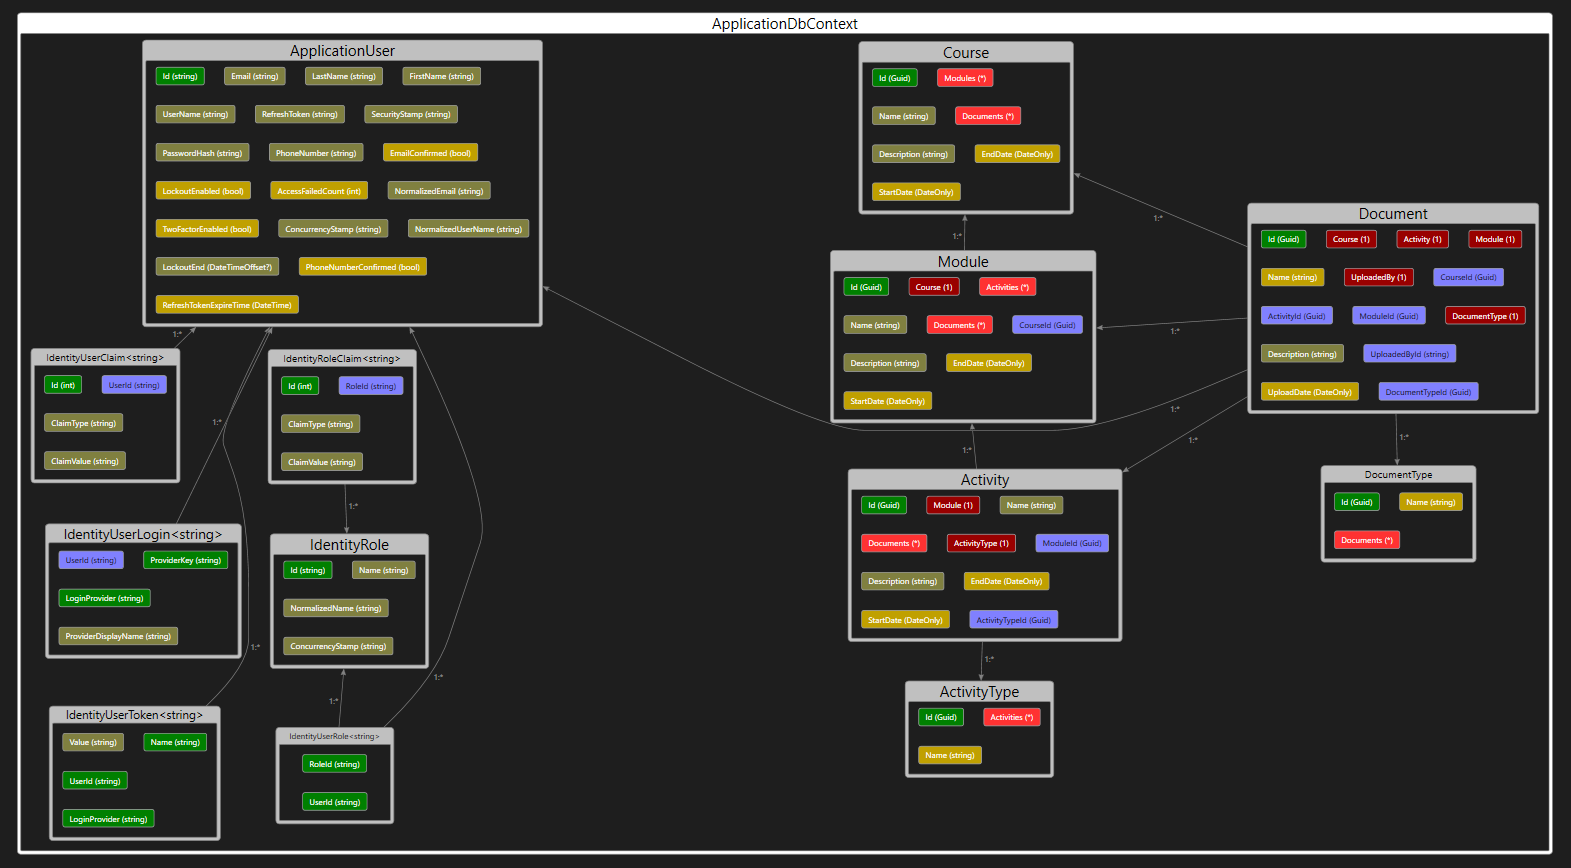 ApplicationDbContext
ApplicationUser
Id (string) Email (string) LastName (string) FirstName (string)
UserName (string) RefreshToken (string) SecurityStamp (string)
PasswordHash (string) PhoneNumber (string) EmailConfirmed (bool)
LockoutEnabled (bool) AccessFailedCount (int) NormalizedEmail (string)
TwoFactorEnabled (bool) ConcurrencyStamp (string) NormalizedUserName (string)
LockoutEnd (DateTimeOffset?) PhoneNumberConfirmed (bool)
RefreshTokenExpireTime (DateTime)
Course
Id (Guid) Modules (*)
Name (string) Documents (*)
Description (string) EndDate (DateOnly)
StartDate (DateOnly)
1:*
1:*
Document
Id (Guid) Course (1) Activity (1) Module (1)
Name (string) UploadedBy (1) CourseId (Guid)
ActivityId (Guid) ModuleId (Guid) DocumentType (1)
Description (string) UploadedById (string)
UploadDate (DateOnly) DocumentTypeId (Guid)
Module
Id (Guid) Course (1) Activities (*)
Name (string) Documents (*) CourseId (Guid)
Description (string) EndDate (DateOnly)
StartDate (DateOnly)
1:*
1:*
1:*
1:*
1:*
1:*
IdentityUserClaim<string>
Id (int) UserId (string)
ClaimType (string)
ClaimValue (string)
IdentityRoleClaim<string>
Id (int) RoleId (string)
ClaimType (string)
ClaimValue (string)
1:*
1:*
Activity
Id (Guid) Module (1) Name (string)
Documents (*) ActivityType (1) ModuleId (Guid)
Description (string) EndDate (DateOnly)
StartDate (DateOnly) ActivityTypeId (Guid)
DocumentType
Id (Guid) Name (string)
Documents (*)
IdentityUserLogin<string>
UserId (string) ProviderKey (string)
LoginProvider (string)
ProviderDisplayName (string)
IdentityRole
Id (string) Name (string)
NormalizedName (string)
ConcurrencyStamp (string)
1:*
1:*
1:*
1:*
ActivityType
Id (Guid) Activities (*)
Name (string)
IdentityUserToken<string>
Value (string) Name (string)
UserId (string)
LoginProvider (string)
IdentityUserRole<string>
RoleId (string)
UserId (string)